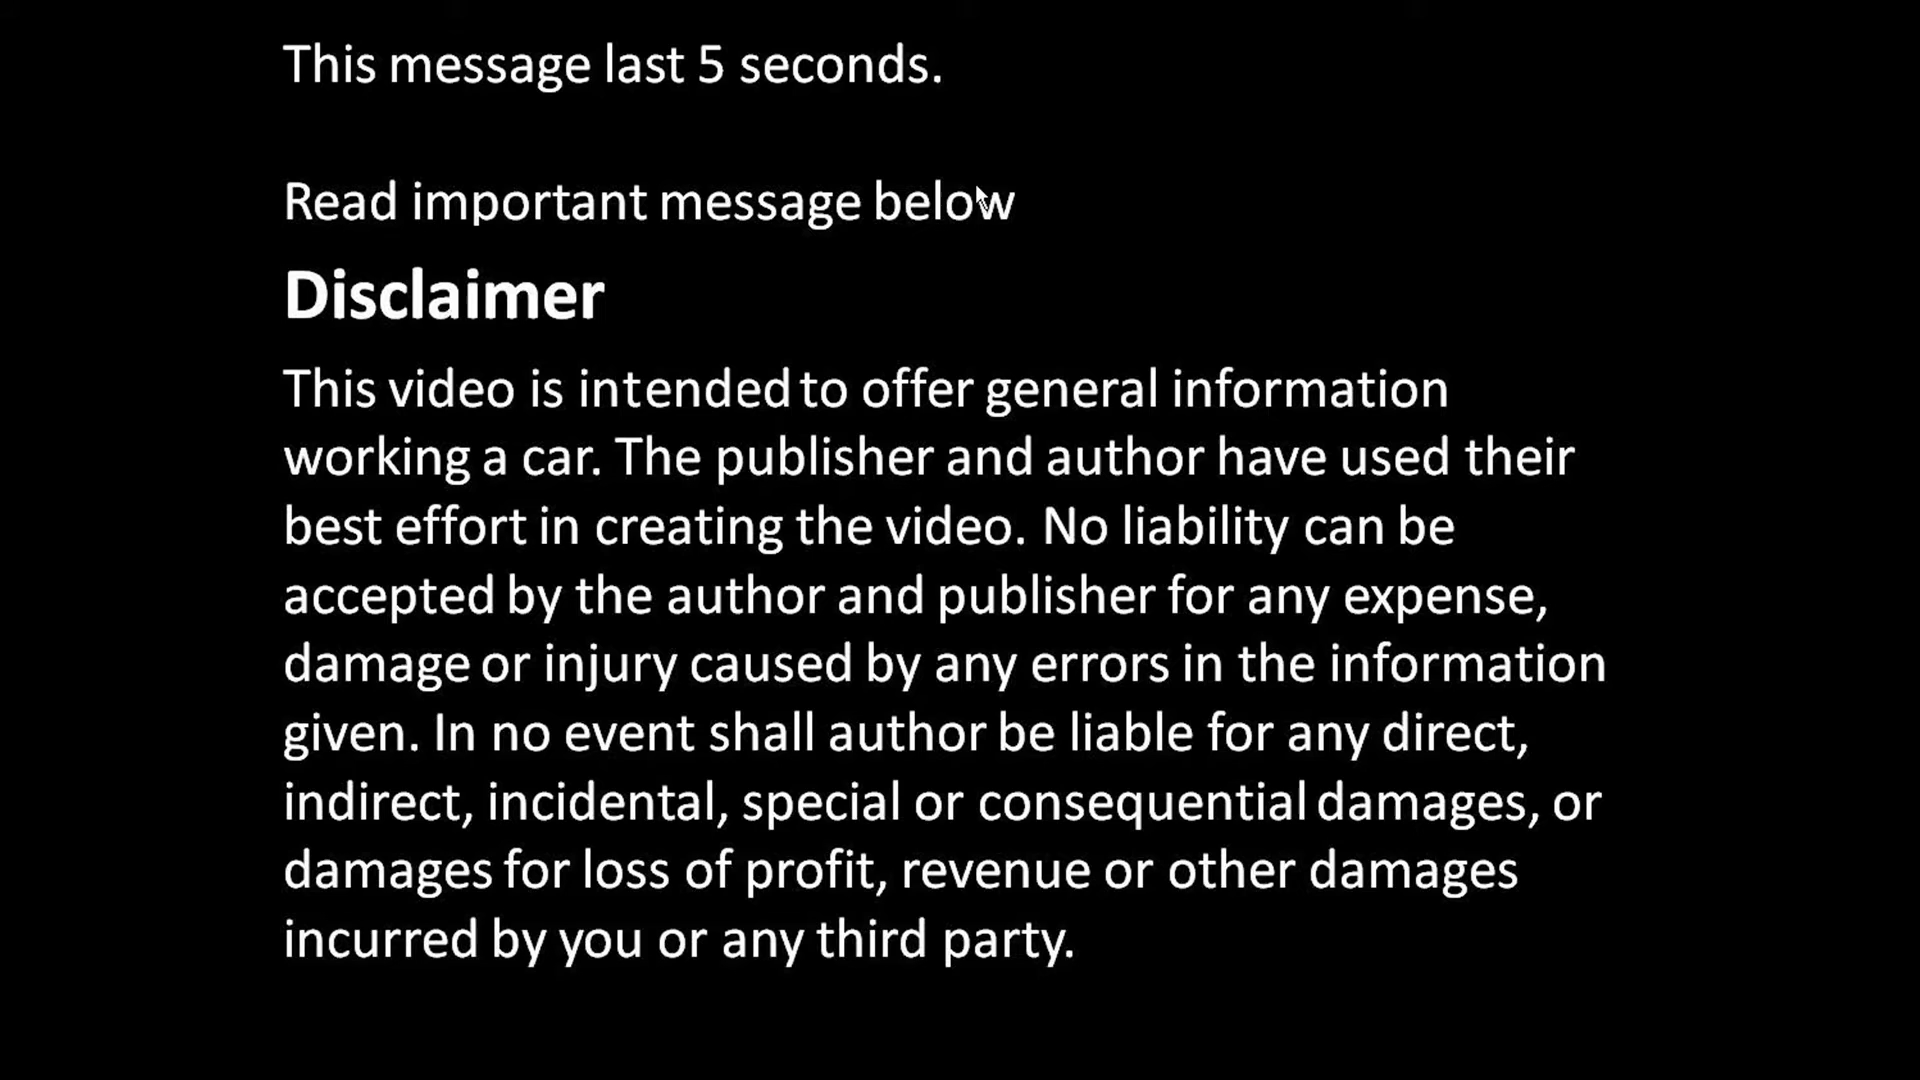 This message last 5 seconds.
Read important message below
Disclaimer
This video is intended to offer general information
working a car. The publisher and author have used their
best effort in creating the video. No liability can be
accepted by the author and publisher for any expense,
damage or injury caused by any errors in the information
given. In no event shall author be liable for any direct,
indirect, incidental, special or consequential damages, or
damages for loss of profit, revenue or other damages
incurred by you or any third party.